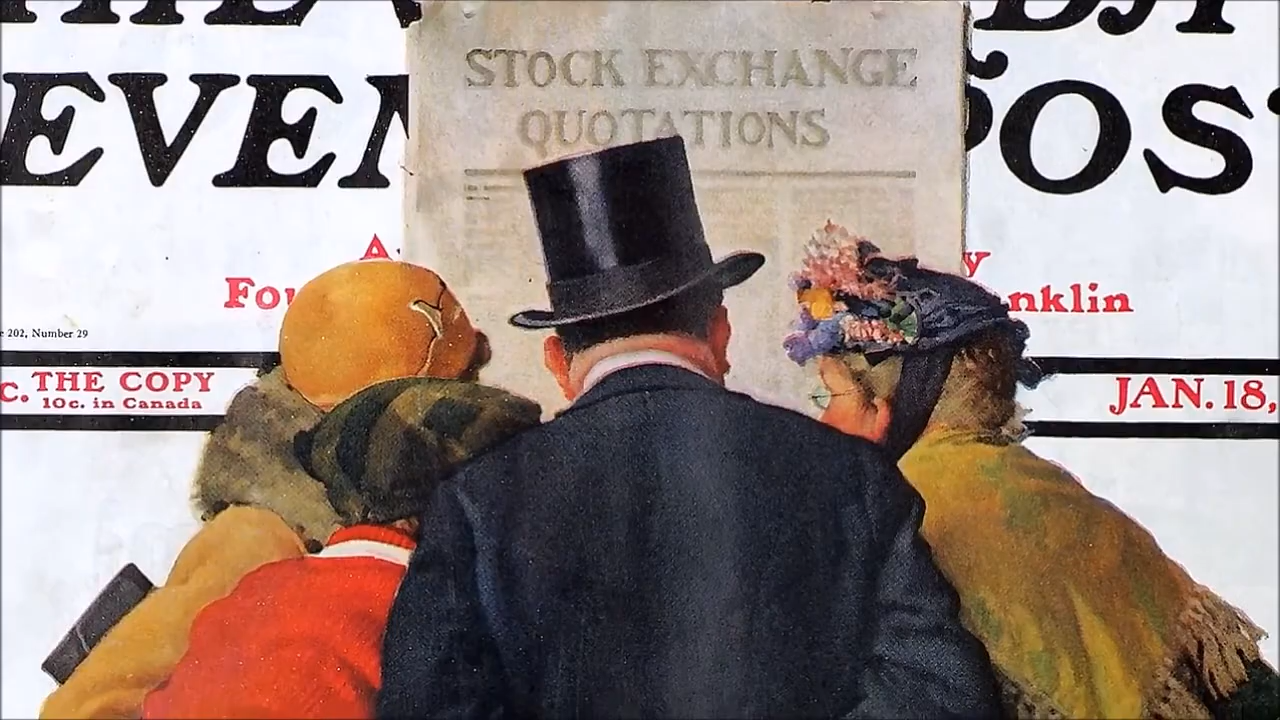 STOCK EXCHANGE
QUOTATIONS
EVEN POST
A y
Fou nklin
e 202, Number 29
c. THE COPY
10c. in Canada
JAN. 18,